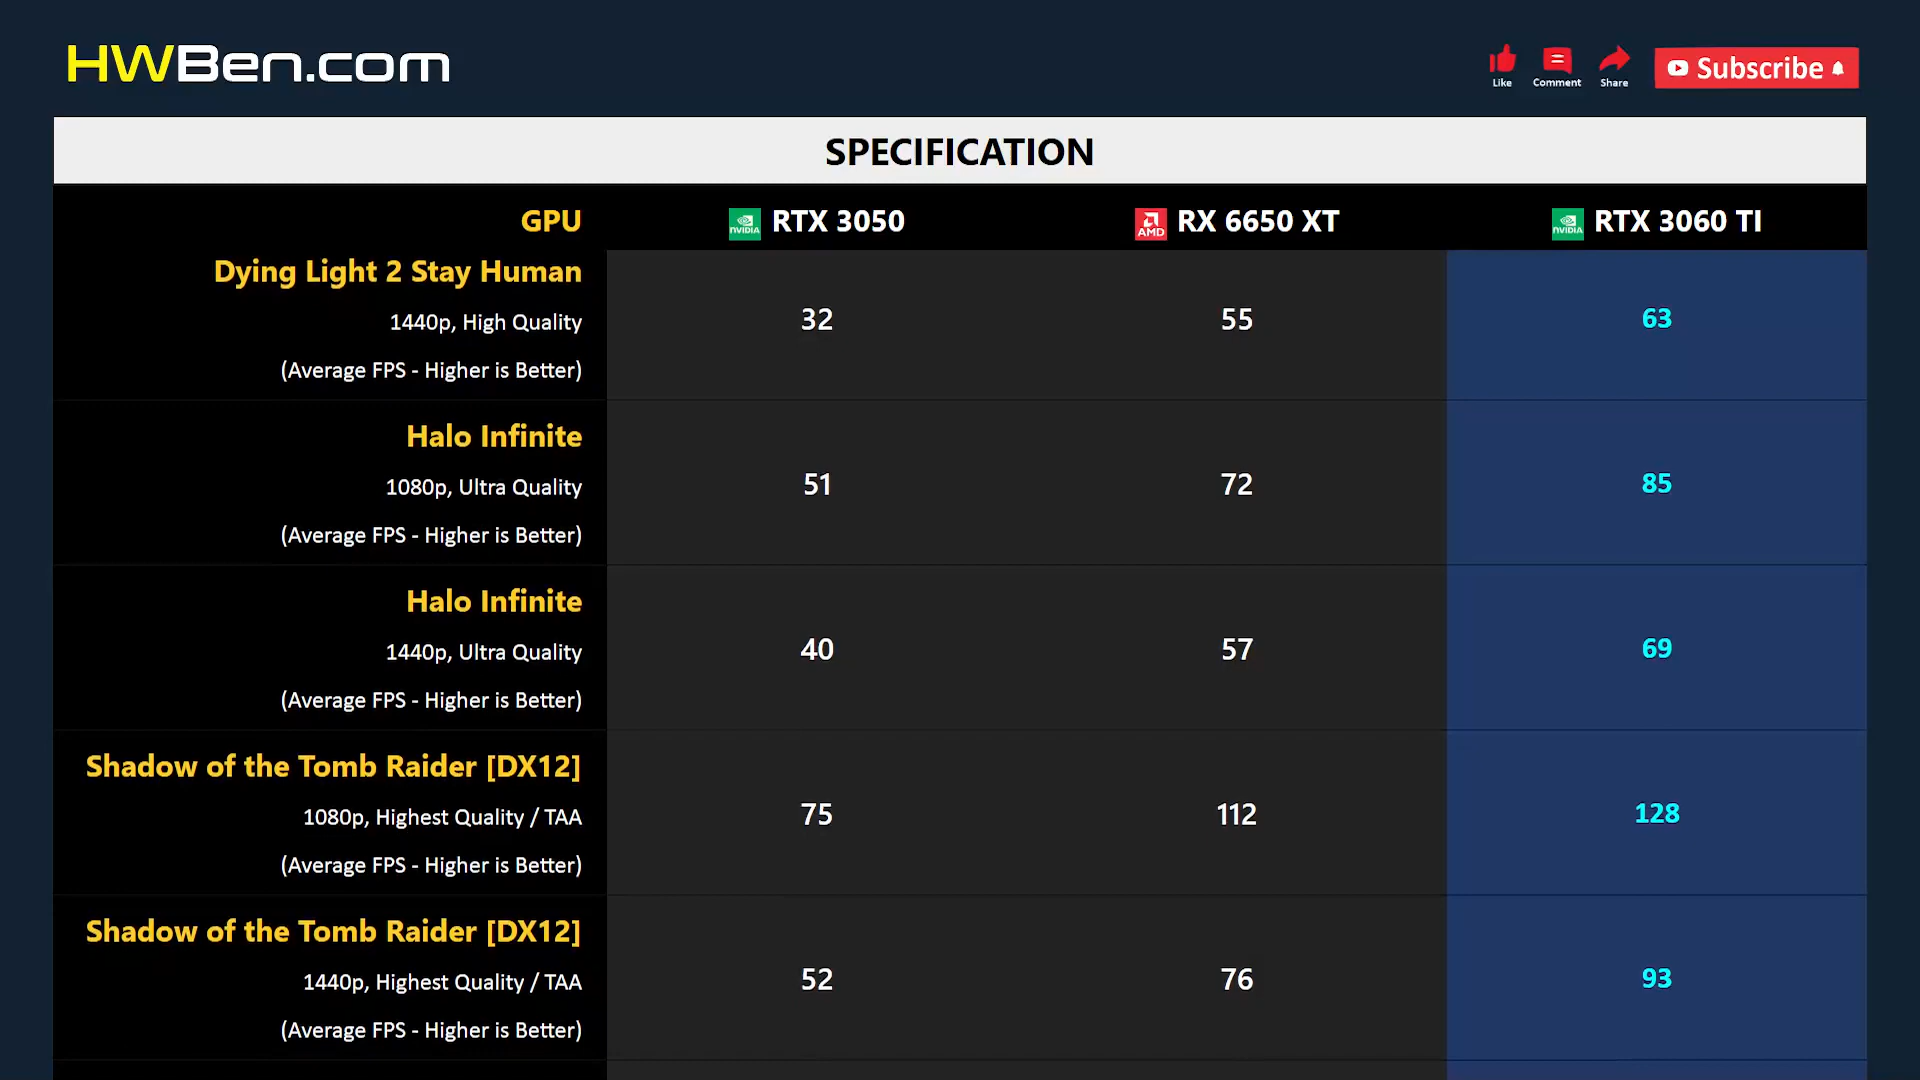 HWBen.com
Like Comment Share Subscribe
SPECIFICATION
GPU NVIDIA RTX 3050 AMD RX 6650 XT NVIDIA RTX 3060 TI
Dying Light 2 Stay Human
1440p, High Quality 32 55 63
(Average FPS - Higher is Better)
Halo Infinite
1080p, Ultra Quality 51 72 85
(Average FPS - Higher is Better)
Halo Infinite
1440p, Ultra Quality 40 57 69
(Average FPS - Higher is Better)
Shadow of the Tomb Raider [DX12]
1080p, Highest Quality / TAA 75 112 128
(Average FPS - Higher is Better)
Shadow of the Tomb Raider [DX12]
1440p, Highest Quality / TAA 52 76 93
(Average FPS - Higher is Better)